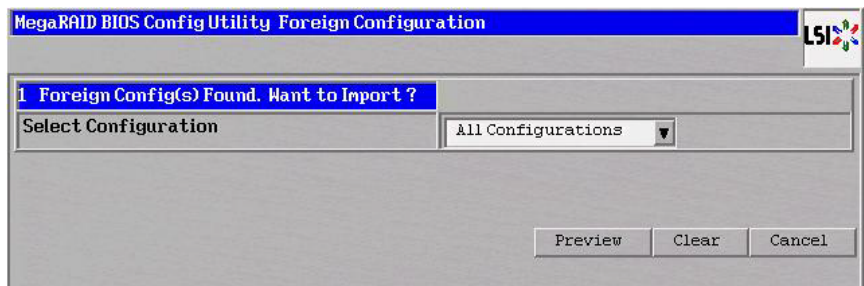 MegaRAID BIOS Config Utility Foreign Configuration
LSI
1 Foreign Config(s) Found. Want to Import ?
Select Configuration
All Configurations
Preview
Clear
Cancel